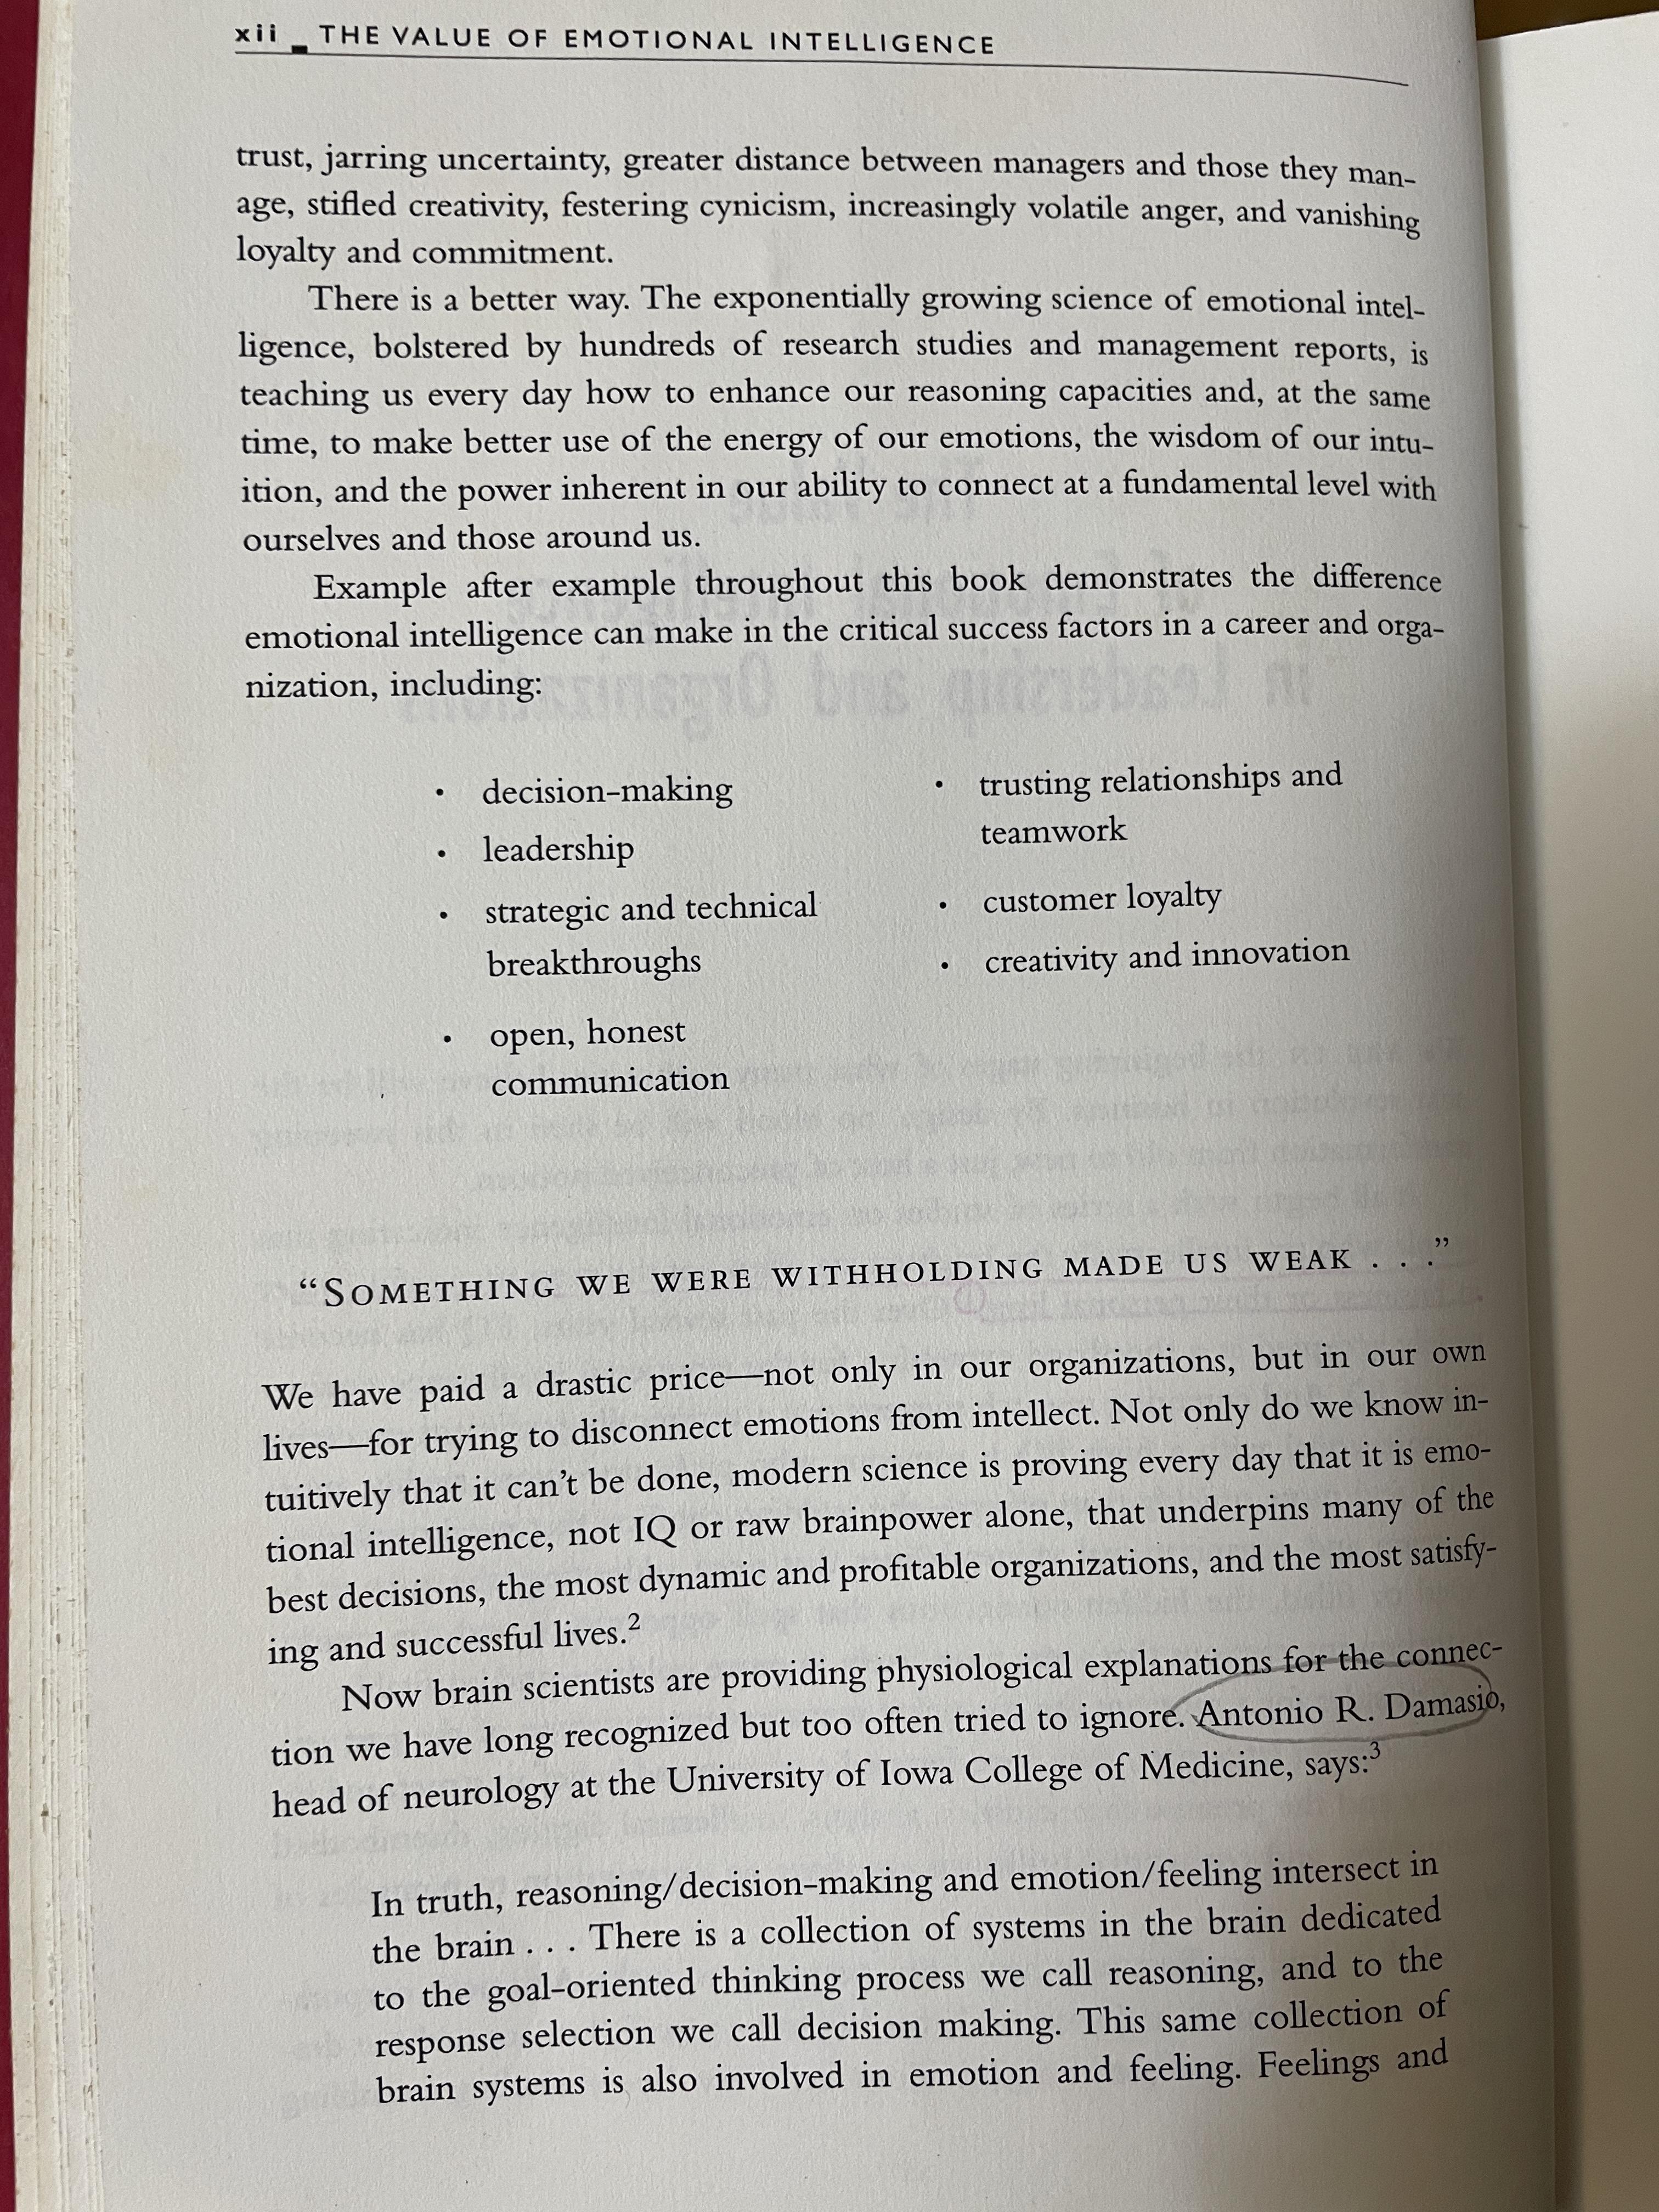 xii THE VALUE OF EMOTIONAL INTELLIGENCE
trust, jarring uncertainty, greater distance between managers and those they man-
age, stifled creativity, festering cynicism, increasingly volatile anger, and vanishing
loyalty and commitment.
There is a better way. The exponentially growing science of emotional intel-
ligence, bolstered by hundreds of research studies and management reports, is
teaching us every day how to enhance our reasoning capacities and, at the same
time, to make better use of the energy of our emotions, the wisdom of our intu-
ition, and the power inherent in our ability to connect at a fundamental level with
ourselves and those around us.
Example after example throughout this book demonstrates the difference
emotional intelligence can make in the critical success factors in a career and orga-
nization, including:
• decision-making
• leadership
• strategic and technical
breakthroughs
• open, honest
communication
• trusting relationships and
teamwork
• customer loyalty
• creativity and innovation
“SOMETHING WE WERE WITHHOLDING MADE US WEAK . . .”
We have paid a drastic price—not only in our organizations, but in our own
lives—for trying to disconnect emotions from intellect. Not only do we know in-
tuitively that it can’t be done, modern science is proving every day that it is emo-
tional intelligence, not IQ or raw brainpower alone, that underpins many of the
best decisions, the most dynamic and profitable organizations, and the most satisfy-
ing and successful lives.²
Now brain scientists are providing physiological explanations for the connec-
tion we have long recognized but too often tried to ignore. Antonio R. Damasio,
head of neurology at the University of Iowa College of Medicine, says:³
In truth, reasoning/decision-making and emotion/feeling intersect in
the brain . . . There is a collection of systems in the brain dedicated
to the goal-oriented thinking process we call reasoning, and to the
response selection we call decision making. This same collection of
brain systems is also involved in emotion and feeling. Feelings and